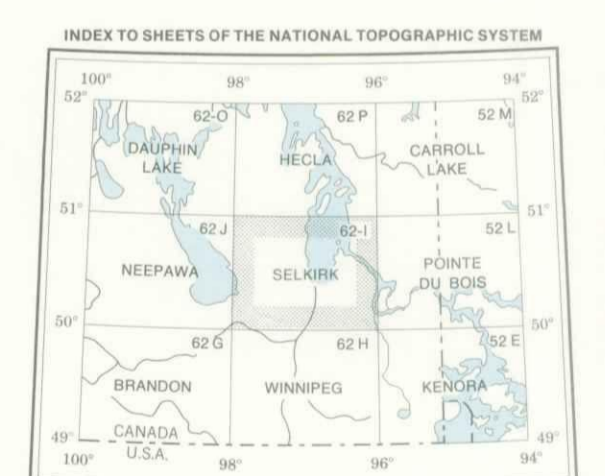 INDEX TO SHEETS OF THE NATIONAL TOPOGRAPHIC SYSTEM
100° 98° 96° 94°
52° 52°
62-O 62 P 52 M
DAUPHIN LAKE
HECLA
CARROLL LAKE
51° 51°
62 J 62-I 52 L
NEEPAWA
SELKIRK
POINTE DU BOIS
50° 50°
62 G 62 H 52 E
BRANDON WINNIPEG KENORA
CANADA
49° 49°
U.S.A.
100° 98° 96° 94°